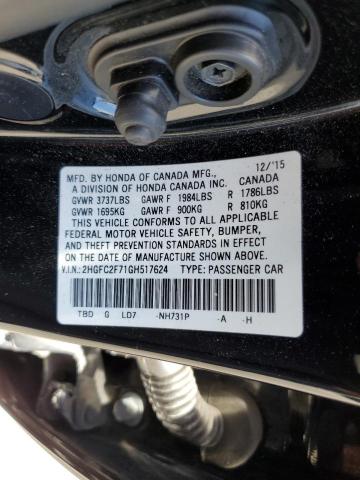 MFD. BY HONDA OF CANADA MFG., 12/'15
A DIVISION OF HONDA CANADA INC. CANADA
GVWR 3737LBS GAWR F 1984LBS R 1786LBS
GVWR 1695KG GAWR F 900KG R 810KG
THIS VEHICLE CONFORMS TO ALL APPLICABLE
FEDERAL MOTOR VEHICLE SAFETY, BUMPER,
AND THEFT PREVENTION STANDARDS IN EFFECT
ON THE DATE OF MANUFACTURE SHOWN ABOVE.
V.I.N.: 2HGFC2F71GH517624 TYPE: PASSENGER CAR
TBD G LD7 -NH731P -A -H